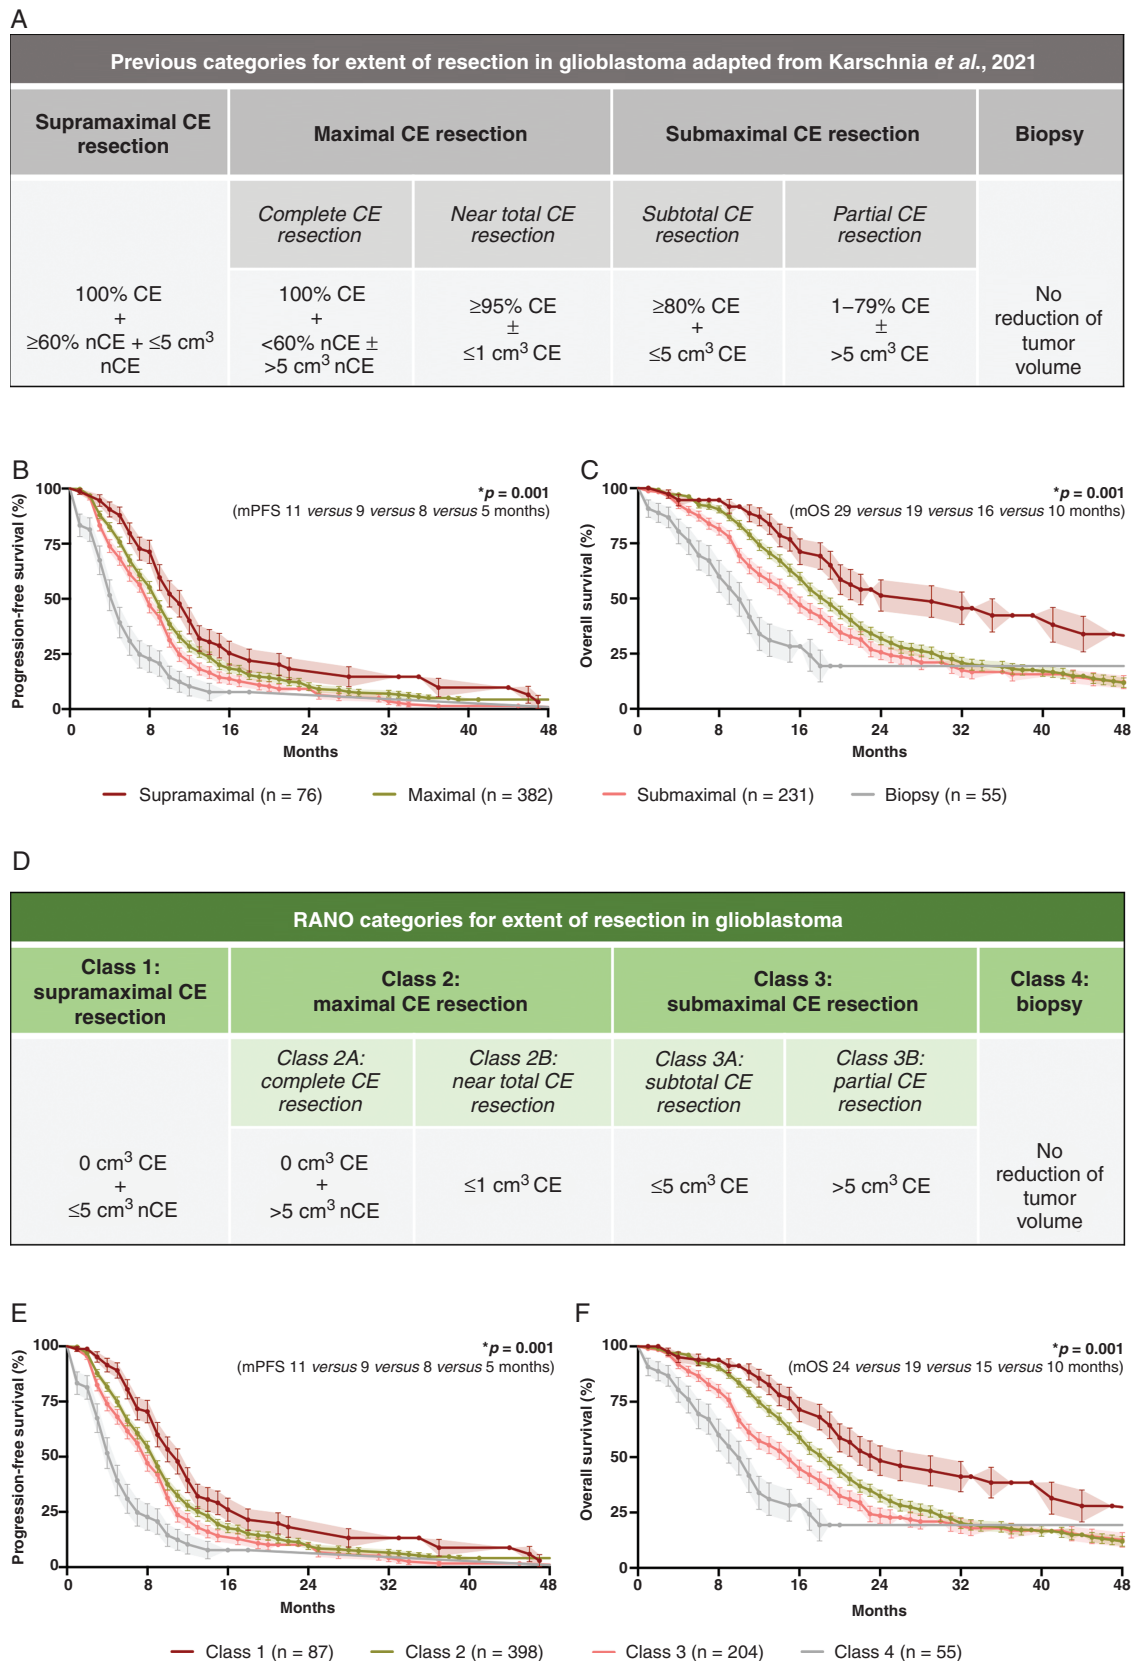 A
Previous categories for extent of resection in glioblastoma adapted from Karschnia et al., 2021
Supramaximal CE
resection
Maximal CE resection
Submaximal CE resection
Biopsy
Complete CE
resection
Near total CE
resection
Subtotal CE
resection
Partial CE
resection
100% CE
+
≥60% nCE + ≤5 cm³
nCE
100% CE
+
<60% nCE ±
>5 cm³ nCE
≥95% CE
±
≤1 cm³ CE
≥80% CE
+
≤5 cm³ CE
1–79% CE
±
>5 cm³ CE
No
reduction of
tumor
volume
B
Progression-free survival (%)
100
75
50
25
0
*p = 0.001
(mPFS 11 versus 9 versus 8 versus 5 months)
0 8 16 24 32 40 48
Months
C
Overall survival (%)
100
75
50
25
0
*p = 0.001
(mOS 29 versus 19 versus 16 versus 10 months)
0 8 16 24 32 40 48
Months
Supramaximal (n = 76) Maximal (n = 382) Submaximal (n = 231) Biopsy (n = 55)
D
RANO categories for extent of resection in glioblastoma
Class 1:
supramaximal CE
resection
Class 2:
maximal CE resection
Class 3:
submaximal CE resection
Class 4:
biopsy
Class 2A:
complete CE
resection
Class 2B:
near total CE
resection
Class 3A:
subtotal CE
resection
Class 3B:
partial CE
resection
0 cm³ CE
+
≤5 cm³ nCE
0 cm³ CE
+
>5 cm³ nCE
≤1 cm³ CE
≤5 cm³ CE
>5 cm³ CE
No
reduction of
tumor
volume
E
Progression-free survival (%)
100
75
50
25
0
*p = 0.001
(mPFS 11 versus 9 versus 8 versus 5 months)
0 8 16 24 32 40 48
Months
F
Overall survival (%)
100
75
50
25
0
*p = 0.001
(mOS 24 versus 19 versus 15 versus 10 months)
0 8 16 24 32 40 48
Months
Class 1 (n = 87) Class 2 (n = 398) Class 3 (n = 204) Class 4 (n = 55)